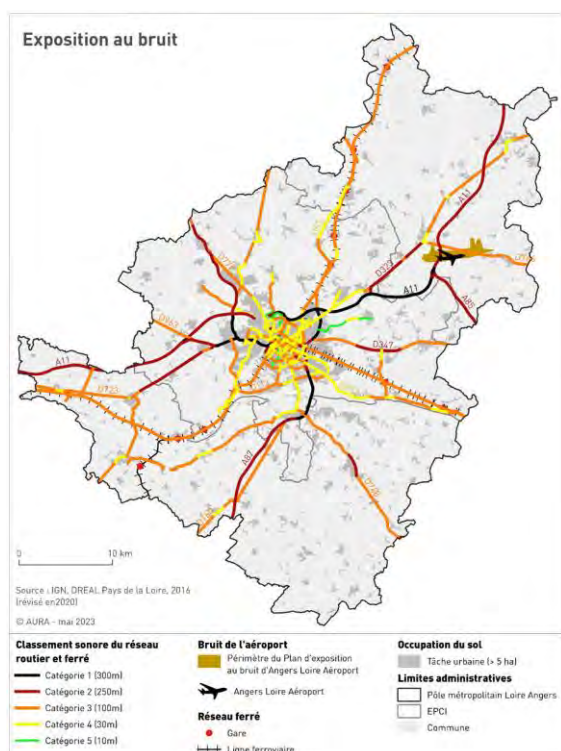 Exposition au bruit
A11
D323
A11
A85
D347
D963
A11
D723
A87
0 10 km
Source : IGN, DREAL Pays de la Loire, 2016
(révisé en2020)
© AURA - mai 2023
Classement sonore du réseau
routier et ferré
Catégorie 1 (300m)
Catégorie 2 (250m)
Catégorie 3 (100m)
Catégorie 4 (30m)
Catégorie 5 (10m)
Bruit de l'aéroport
Périmètre du Plan d'exposition
au bruit d'Angers Loire Aéroport
Angers Loire Aéroport
Réseau ferré
Gare
Ligne ferroviaire
Occupation du sol
Tâche urbaine (> 5 ha)
Limites administratives
Pôle métropolitain Loire Angers
EPCI
Commune